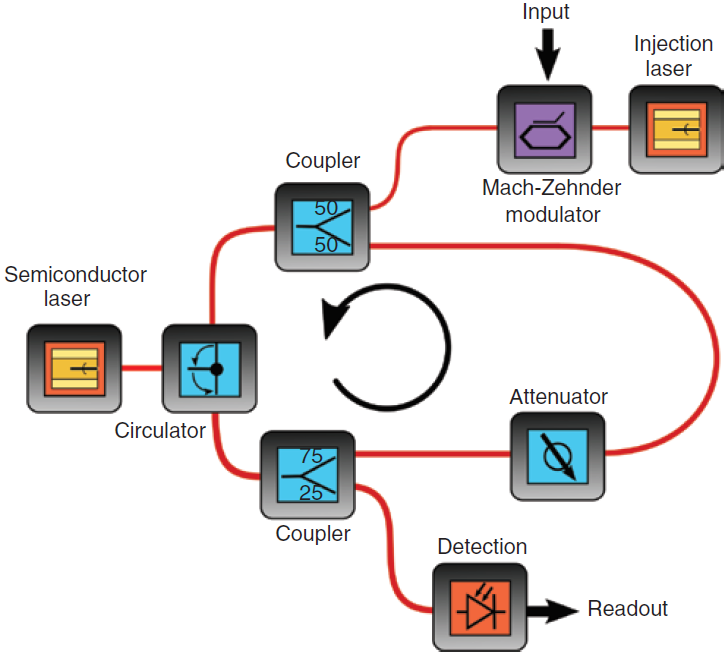 Input
Injection
laser
Coupler
50
50
Mach-Zehnder
modulator
Semiconductor
laser
Circulator
Attenuator
75
25
Coupler
Detection
Readout